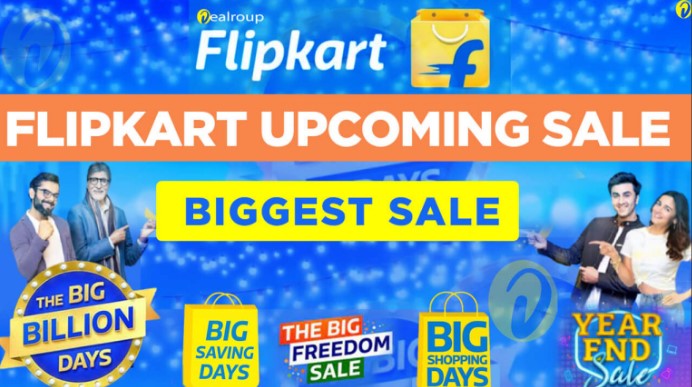 Dealroup
Flipkart
FLIPKART UPCOMING SALE
BIGGEST SALE
THE BIG
BILLION
DAYS
BIG
SAVING
DAYS
THE BIG
FREEDOM
SALE
BIG
SHOPPING
DAYS
YEAR
END
Sale